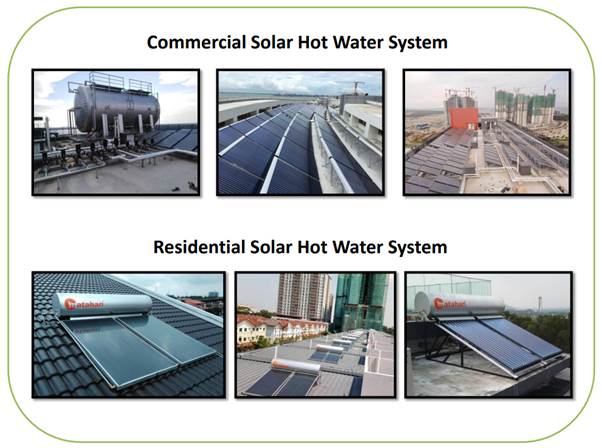 Commercial Solar Hot Water System
Residential Solar Hot Water System
matahari
matahari